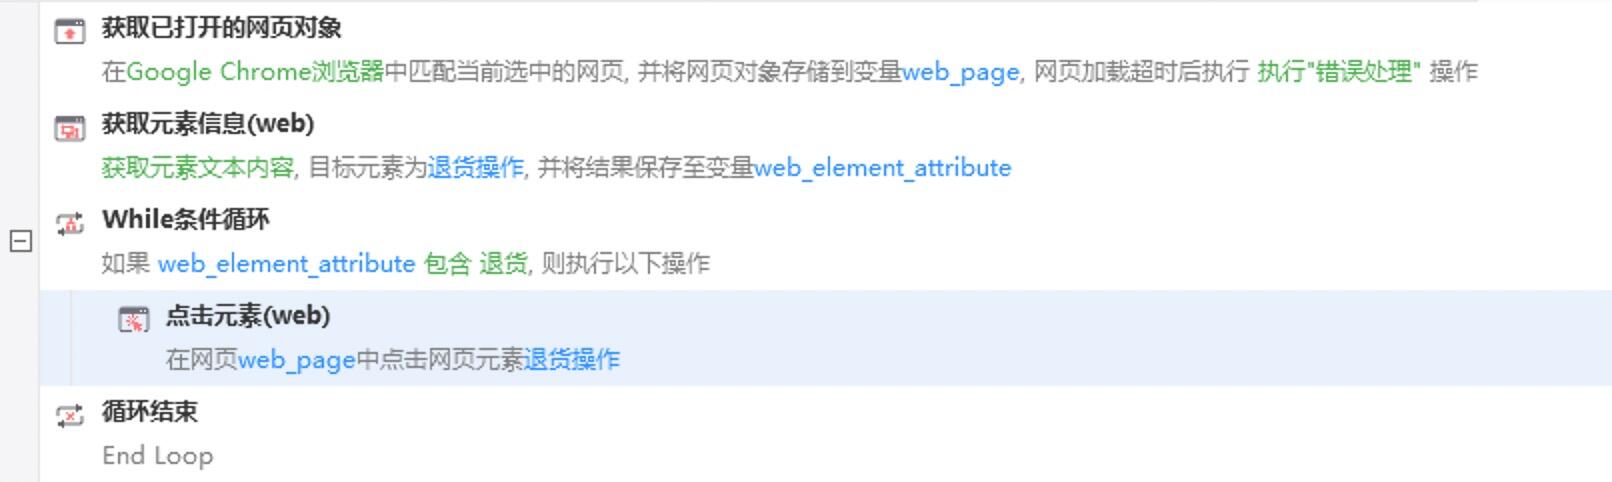 获取已打开的网页对象
在Google Chrome浏览器中匹配当前选中的网页, 并将网页对象存储到变量web_page, 网页加载超时后执行 执行"错误处理" 操作
获取元素信息(web)
获取元素文本内容, 目标元素为退货操作, 并将结果保存至变量web_element_attribute
While条件循环
如果 web_element_attribute 包含 退货, 则执行以下操作
点击元素(web)
在网页web_page中点击网页元素退货操作
循环结束
End Loop